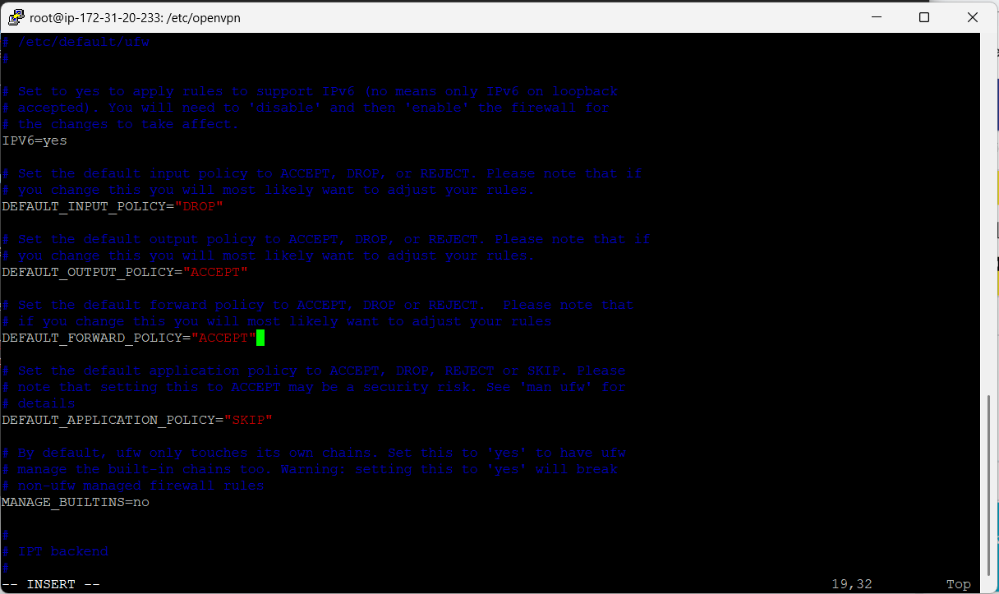 root@ip-172-31-20-233: /etc/openvpn
# /etc/default/ufw
#
# Set to yes to apply rules to support IPv6 (no means only IPv6 on loopback
# accepted). You will need to 'disable' and then 'enable' the firewall for
# the changes to take affect.
IPV6=yes
# Set the default input policy to ACCEPT, DROP, or REJECT. Please note that if
# you change this you will most likely want to adjust your rules.
DEFAULT_INPUT_POLICY="DROP"
# Set the default output policy to ACCEPT, DROP, or REJECT. Please note that if
# you change this you will most likely want to adjust your rules.
DEFAULT_OUTPUT_POLICY="ACCEPT"
# Set the default forward policy to ACCEPT, DROP or REJECT.  Please note that
# if you change this you will most likely want to adjust your rules
DEFAULT_FORWARD_POLICY="ACCEPT"
# Set the default application policy to ACCEPT, DROP, REJECT or SKIP. Please
# note that setting this to ACCEPT may be a security risk. See 'man ufw' for
# details
DEFAULT_APPLICATION_POLICY="SKIP"
# By default, ufw only touches its own chains. Set this to 'yes' to have ufw
# manage the built-in chains too. Warning: setting this to 'yes' will break
# non-ufw managed firewall rules
MANAGE_BUILTINS=no
#
# IPT backend
#
-- INSERT -- 19,32 Top